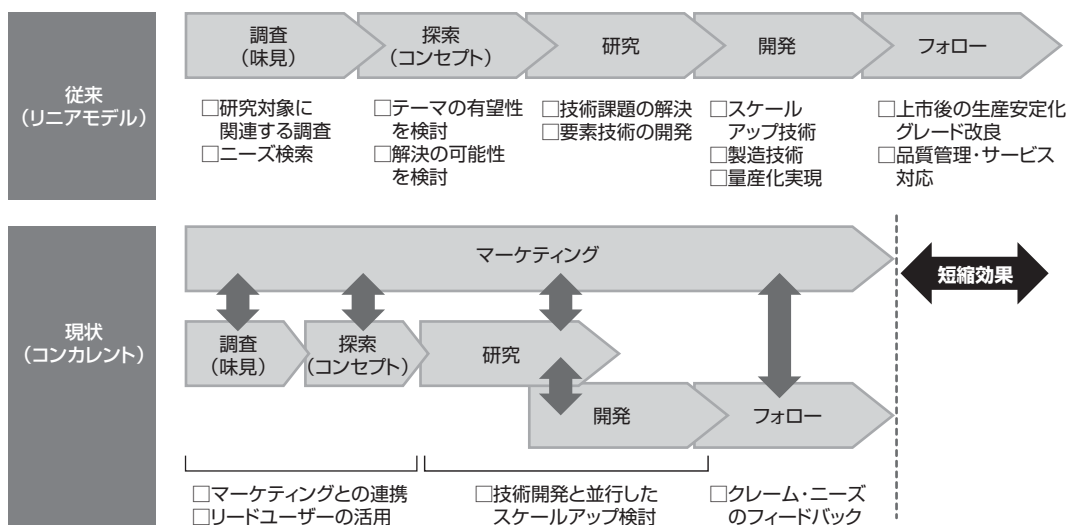 従来
（リニアモデル）
調査
（味見）
探索
（コンセプト）
研究
開発
フォロー
□研究対象に
関連する調査
□ニーズ検索
□テーマの有望性
を検討
□解決の可能性
を検討
□技術課題の解決
□要素技術の開発
□スケール
アップ技術
□製造技術
□量産化実現
□上市後の生産安定化
グレード改良
□品質管理・サービス
対応
現状
（コンカレント）
マーケティング
短縮効果
調査
（味見）
探索
（コンセプト）
研究
開発
フォロー
□マーケティングとの連携
□リードユーザーの活用
□技術開発と並行した
スケールアップ検討
□クレーム・ニーズ
のフィードバック